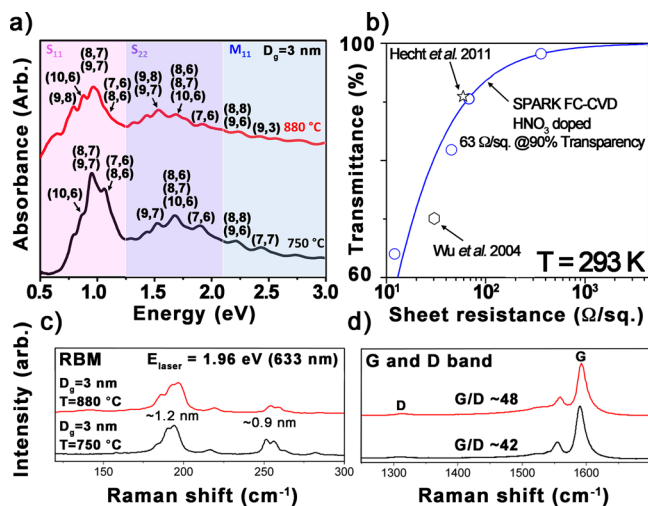 a)
S₁₁
S₂₂
M₁₁
D_g=3 nm
(8,7)
(9,7)
(10,6)
(9,8)
(7,6)
(8,6)
(9,8)
(9,7)
(8,6)
(8,7)
(10,6)
(7,6)
(8,8)
(9,6)
(9,3)
880 °C
(8,7)
(9,7)
(10,6)
(7,6)
(8,6)
(9,7)
(8,6)
(8,7)
(10,6)
(7,6)
(8,8)
(9,6)
(7,7)
750 °C
Absorbance (Arb.)
0.5 1.0 1.5 2.0 2.5 3.0
Energy (eV)
b)
100
60
Transmittance (%)
Hecht et al. 2011
SPARK FC-CVD
HNO₃ doped
63 Ω/sq. @90% Transparency
Wu et al. 2004
T = 293 K
10¹ 10² 10³
Sheet resistance (Ω/sq.)
c)
RBM
E_laser = 1.96 eV (633 nm)
D_g=3 nm
T=880 °C
~1.2 nm
~0.9 nm
D_g=3 nm
T=750 °C
Intensity (arb.)
150 200 250 300
Raman shift (cm⁻¹)
d)
G and D band
G
D
G/D ~48
G/D ~42
1300 1400 1500 1600
Raman shift (cm⁻¹)